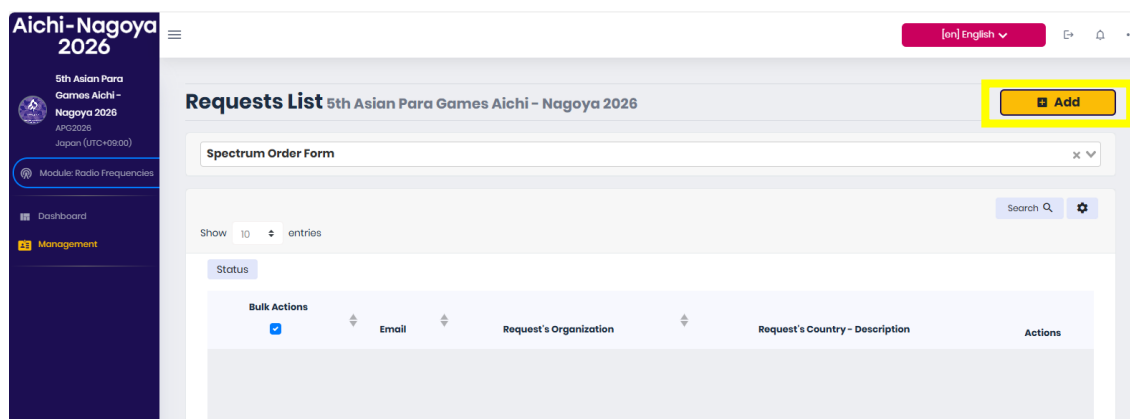 Aichi-Nagoya
2026
[en] English
5th Asian Para
Games Aichi -
Nagoya 2026
APG2026
Japan (UTC+09:00)
Requests List 5th Asian Para Games Aichi - Nagoya 2026
Add
Spectrum Order Form
Module: Radio Frequencies
Dashboard
Management
Search
Show 10 entries
Status
Bulk Actions
Email
Request's Organization
Request's Country - Description
Actions